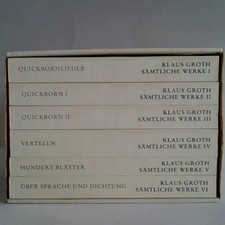 QUICKBORNLIEDER KLAUS GROTH
SÄMTLICHE WERKE I
QUICKBORN I KLAUS GROTH
SÄMTLICHE WERKE II
QUICKBORN II KLAUS GROTH
SÄMTLICHE WERKE III
VERTELLN KLAUS GROTH
SÄMTLICHE WERKE IV
HUNDERT BLÄTTER KLAUS GROTH
SÄMTLICHE WERKE V
ÜBER SPRACHE UND DICHTUNG KLAUS GROTH
SÄMTLICHE WERKE VI